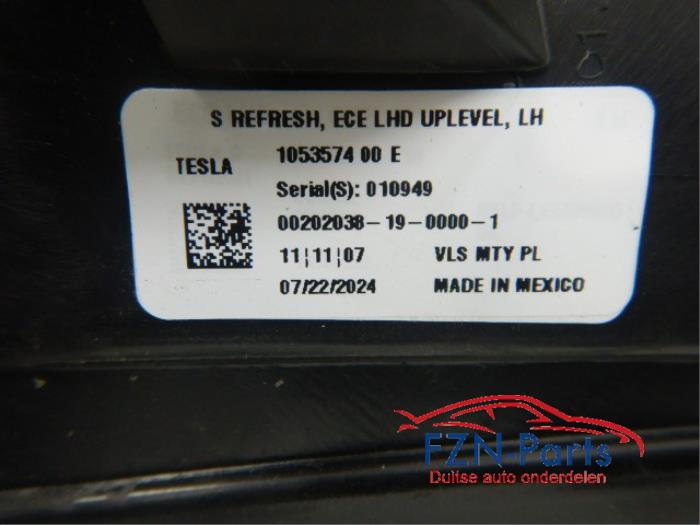 S REFRESH, ECE LHD UPLEVEL, LH
TESLA
1053574 00 E
Serial(S): 010949
00202038-19-0000-1
11¦11¦07 VLS MTY PL
07/22/2024 MADE IN MEXICO
FZN-Parts
Duitse auto onderdelen